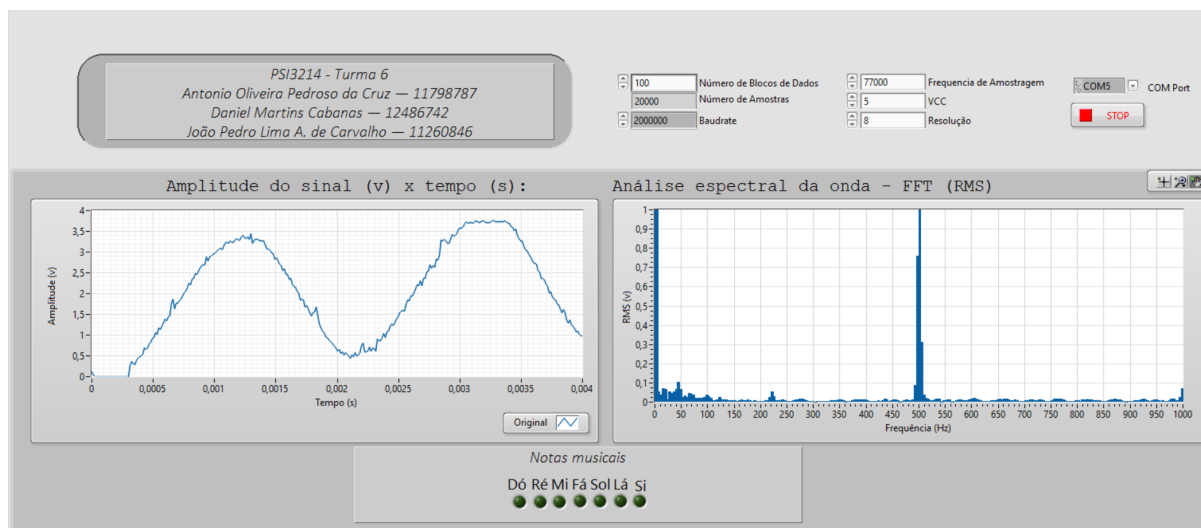 PSI3214 - Turma 6
Antonio Oliveira Pedroso da Cruz — 11798787
Daniel Martins Cabanas — 12486742
João Pedro Lima A. de Carvalho — 11260846
100 Número de Blocos de Dados
20000 Número de Amostras
2000000 Baudrate
77000 Frequencia de Amostragem
5 VCC
8 Resolução
COM5 COM Port
STOP
Amplitude do sinal (v) x tempo (s):
Amplitude (v)
4
3,5
3
2,5
2
1,5
1
0,5
0
0 0,0005 0,001 0,0015 0,002 0,0025 0,003 0,0035 0,004
Tempo (s)
Original
Análise espectral da onda - FFT (RMS)
RMS (v)
1
0,9
0,8
0,7
0,6
0,5
0,4
0,3
0,2
0,1
0
0 50 100 150 200 250 300 350 400 450 500 550 600 650 700 750 800 850 900 950 1000
Frequência (Hz)
Notas musicais
Dó Ré Mi Fá Sol Lá Si